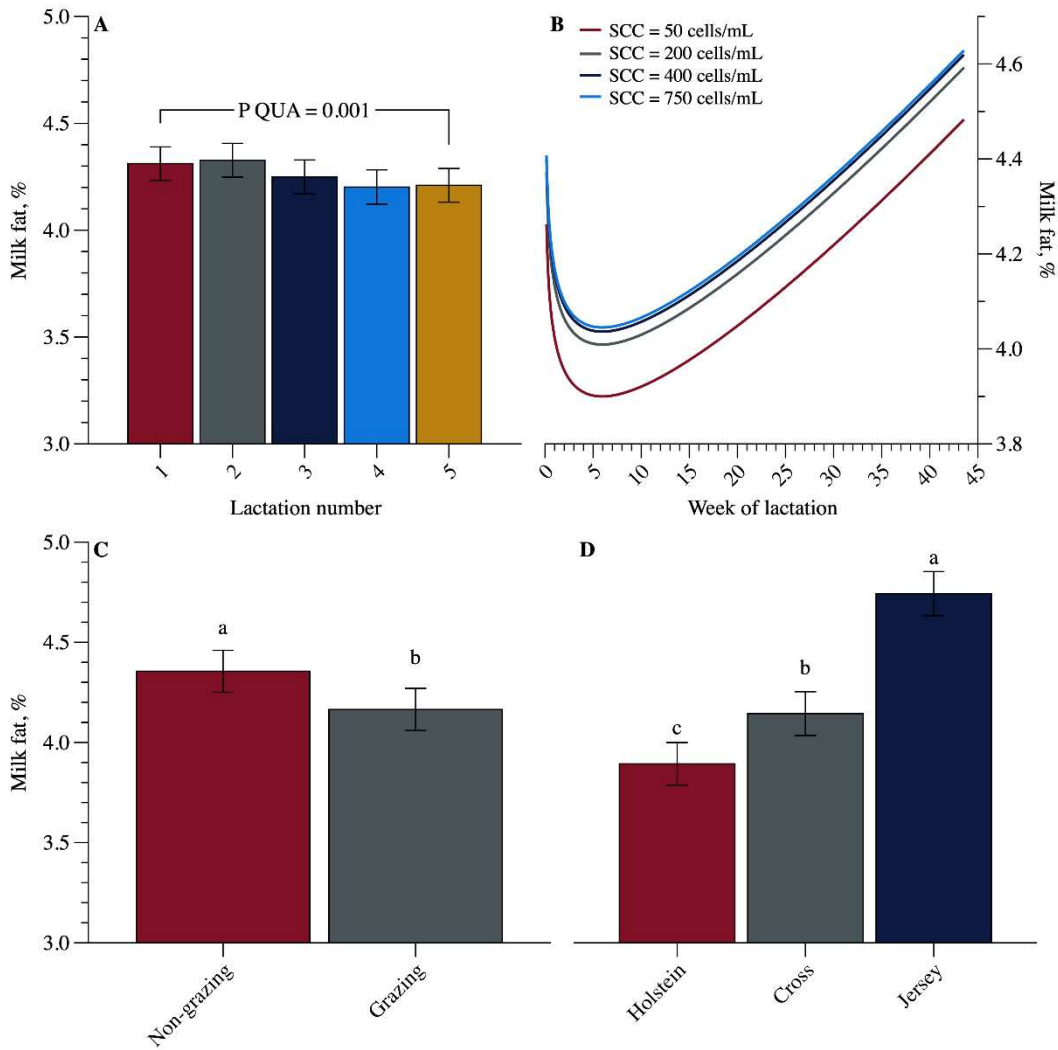 A
5.0
4.5
4.0
3.5
3.0
Milk fat, %
P QUA = 0.001
1
2
3
4
5
Lactation number
B
SCC = 50 cells/mL
SCC = 200 cells/mL
SCC = 400 cells/mL
SCC = 750 cells/mL
4.6
4.4
4.2
4.0
3.8
Milk fat, %
0
5
10
15
20
25
30
35
40
45
Week of lactation
C
5.0
4.5
4.0
3.5
3.0
Milk fat, %
a
b
Non-grazing
Grazing
D
c
b
a
Holstein
Cross
Jersey